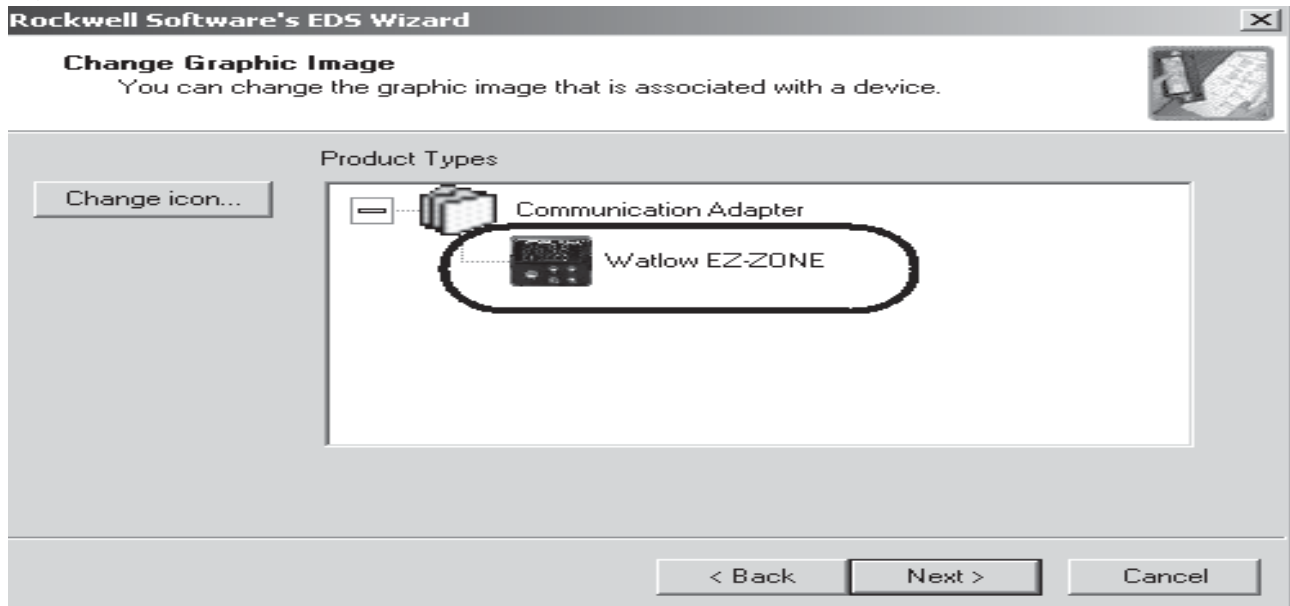 Rockwell Software's EDS Wizard
Change Graphic Image
You can change the graphic image that is associated with a device.
Product Types
Change icon...
Communication Adapter
Watlow EZ-ZONE
< Back
Next >
Cancel